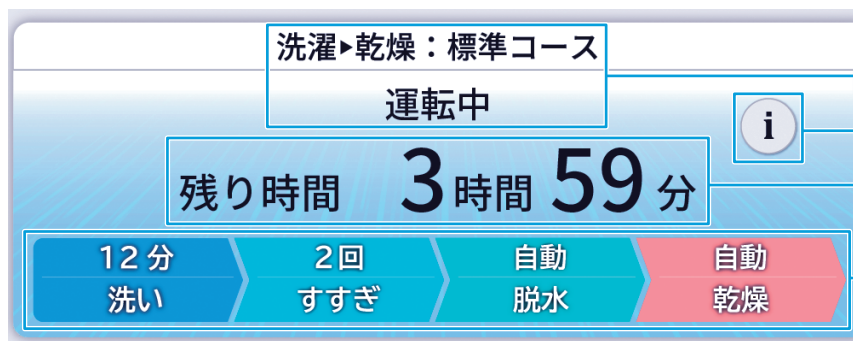 洗濯▸乾燥：標準コース
運転中
i
残り時間 3時間59分
12分 2回 自動 自動
洗い すすぎ 脱水 乾燥